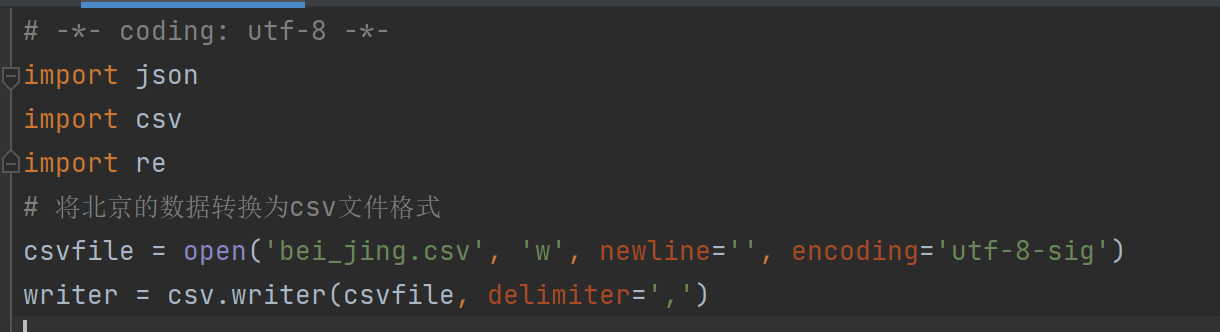 # -*- coding: utf-8 -*-
import json
import csv
import re
# 将北京的数据转换为csv文件格式
csvfile = open('bei_jing.csv', 'w', newline='', encoding='utf-8-sig')
writer = csv.writer(csvfile, delimiter=',')